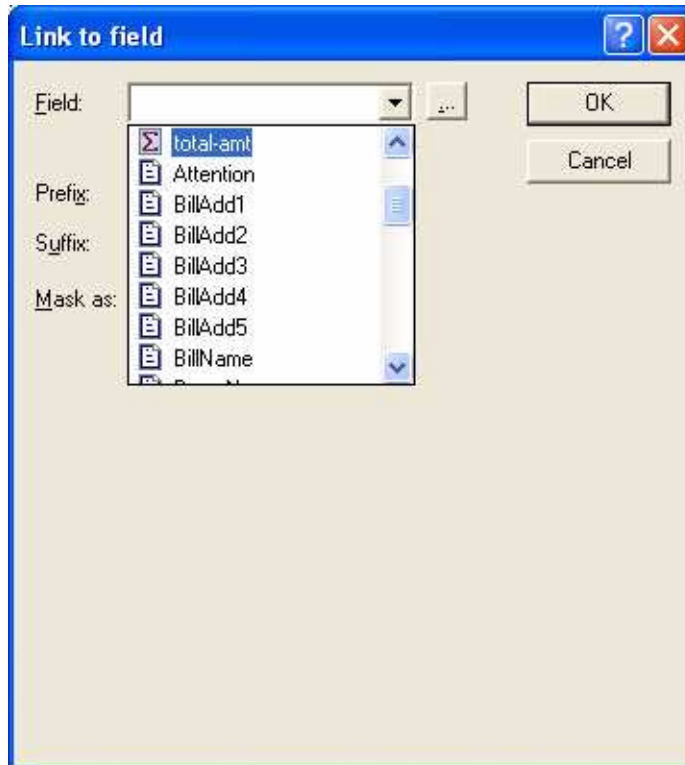 Link to field
Field:
...
OK
Cancel
Prefix:
Suffix:
Mask as:
total-amt
Attention
BillAdd1
BillAdd2
BillAdd3
BillAdd4
BillAdd5
BillName